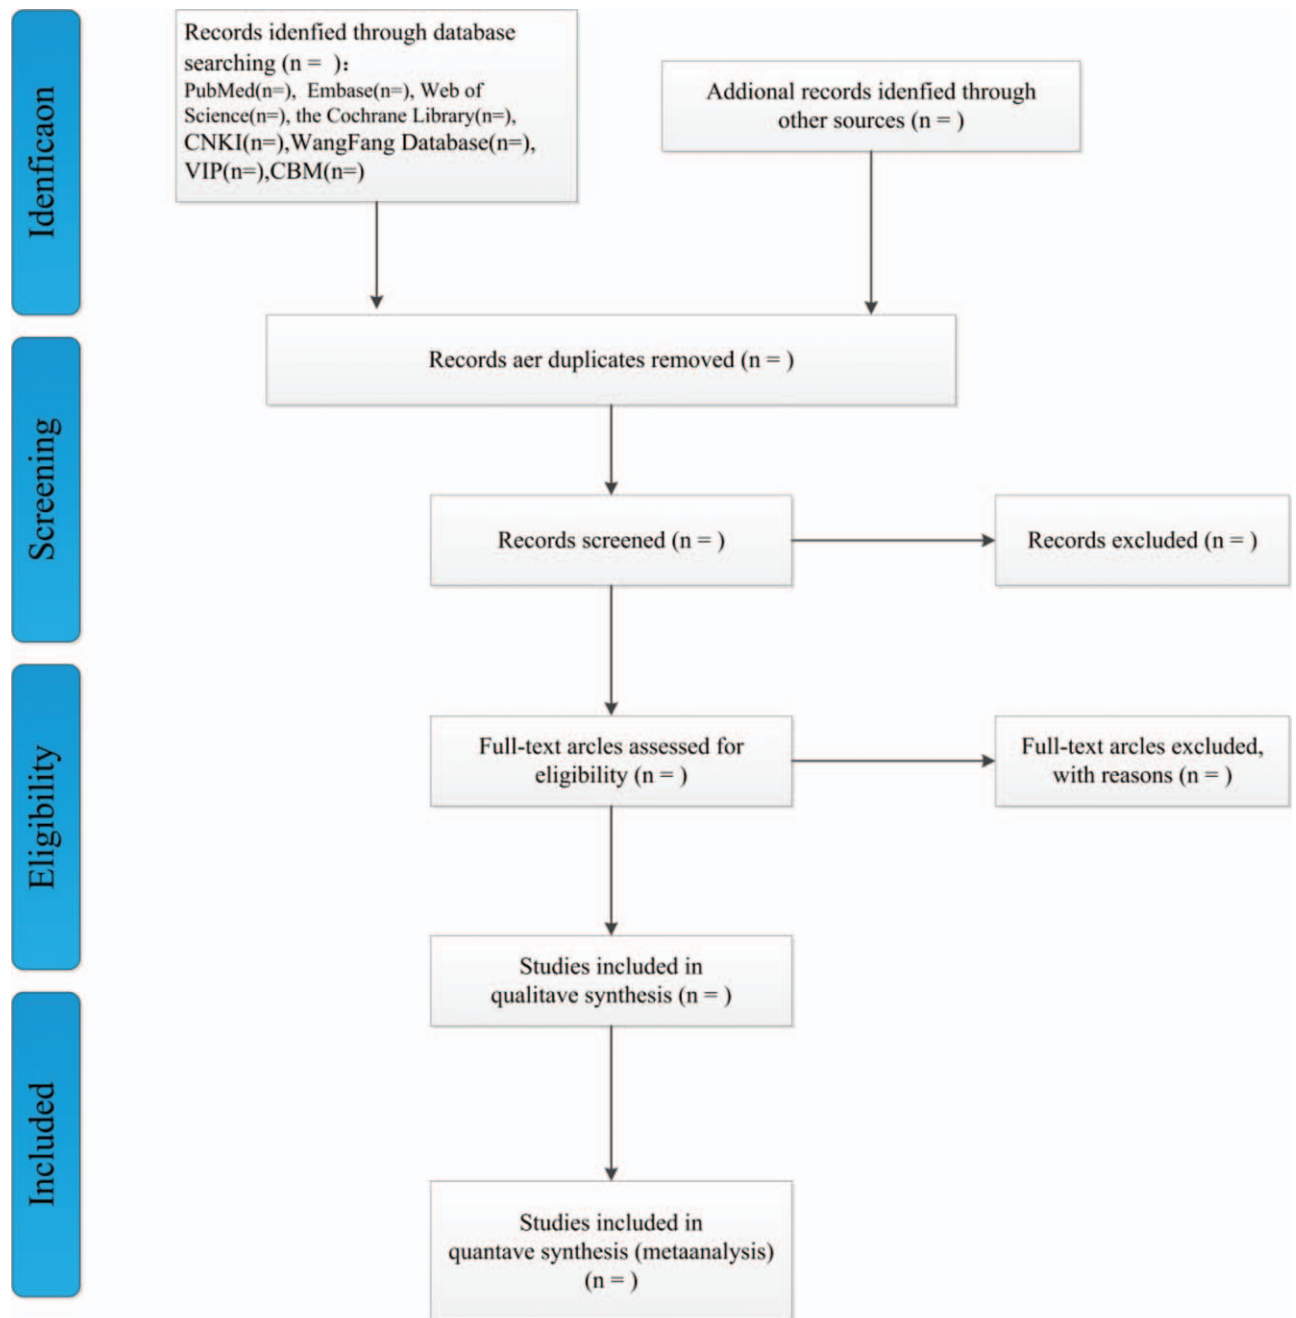 Idenficaon
Records idenfied through database
searching (n =  ):
PubMed(n=),  Embase(n=), Web of
Science(n=), the Cochrane Library(n=),
CNKI(n=),WangFang Database(n=),
VIP(n=),CBM(n=)
Addional records idenfied through
other sources (n = )
Records aer duplicates removed (n = )
Screening
Records screened (n = )
Records excluded (n = )
Eligibility
Full-text arcles assessed for
eligibility (n = )
Full-text arcles excluded,
with reasons (n = )
Studies included in
qualitave synthesis (n = )
Included
Studies included in
quantave synthesis (metaanalysis)
(n = )